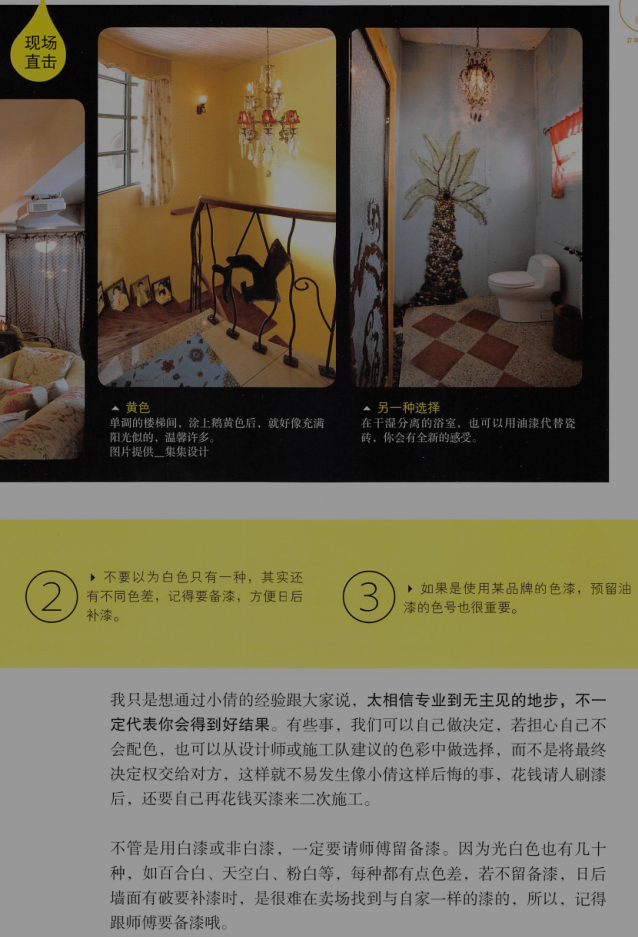 现场
直击
黄色
单调的楼梯间，涂上鹅黄色后，就好像充满
阳光似的，温馨许多。
图片提供__集集设计
另一种选择
在干湿分离的浴室，也可以用油漆代替瓷
砖，你会有全新的感受。
2
不要以为白色只有一种，其实还
有不同色差，记得要备漆，方便日后
补漆。
3
如果是使用某品牌的色漆，预留油
漆的色号也很重要。
我只是想通过小倩的经验跟大家说，太相信专业到无主见的地步，不一
定代表你会得到好结果。有些事，我们可以自己做决定，若担心自己不
会配色，也可以从设计师或施工队建议的色彩中做选择，而不是将最终
决定权交给对方，这样就不易发生像小倩这样后悔的事，花钱请人刷漆
后，还要自己再花钱买漆来二次施工。
不管是用白漆或非白漆，一定要请师傅留备漆。因为光白色也有几十
种，如百合白、天空白、粉白等，每种都有点色差，若不留备漆，日后
墙面有破要补漆时，是很难在卖场找到与自家一样的漆的，所以，记得
跟师傅要备漆哦。